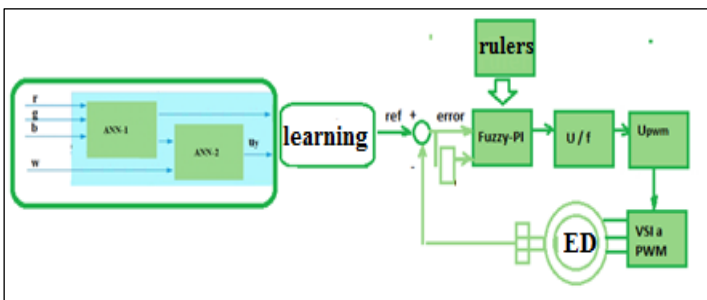 rulers
r
g
b
w
ANN-1
ANN-2
uy
learning
ref +
error
-
Fuzzy-PI
U / f
Upwm
ED
VSI a
PWM